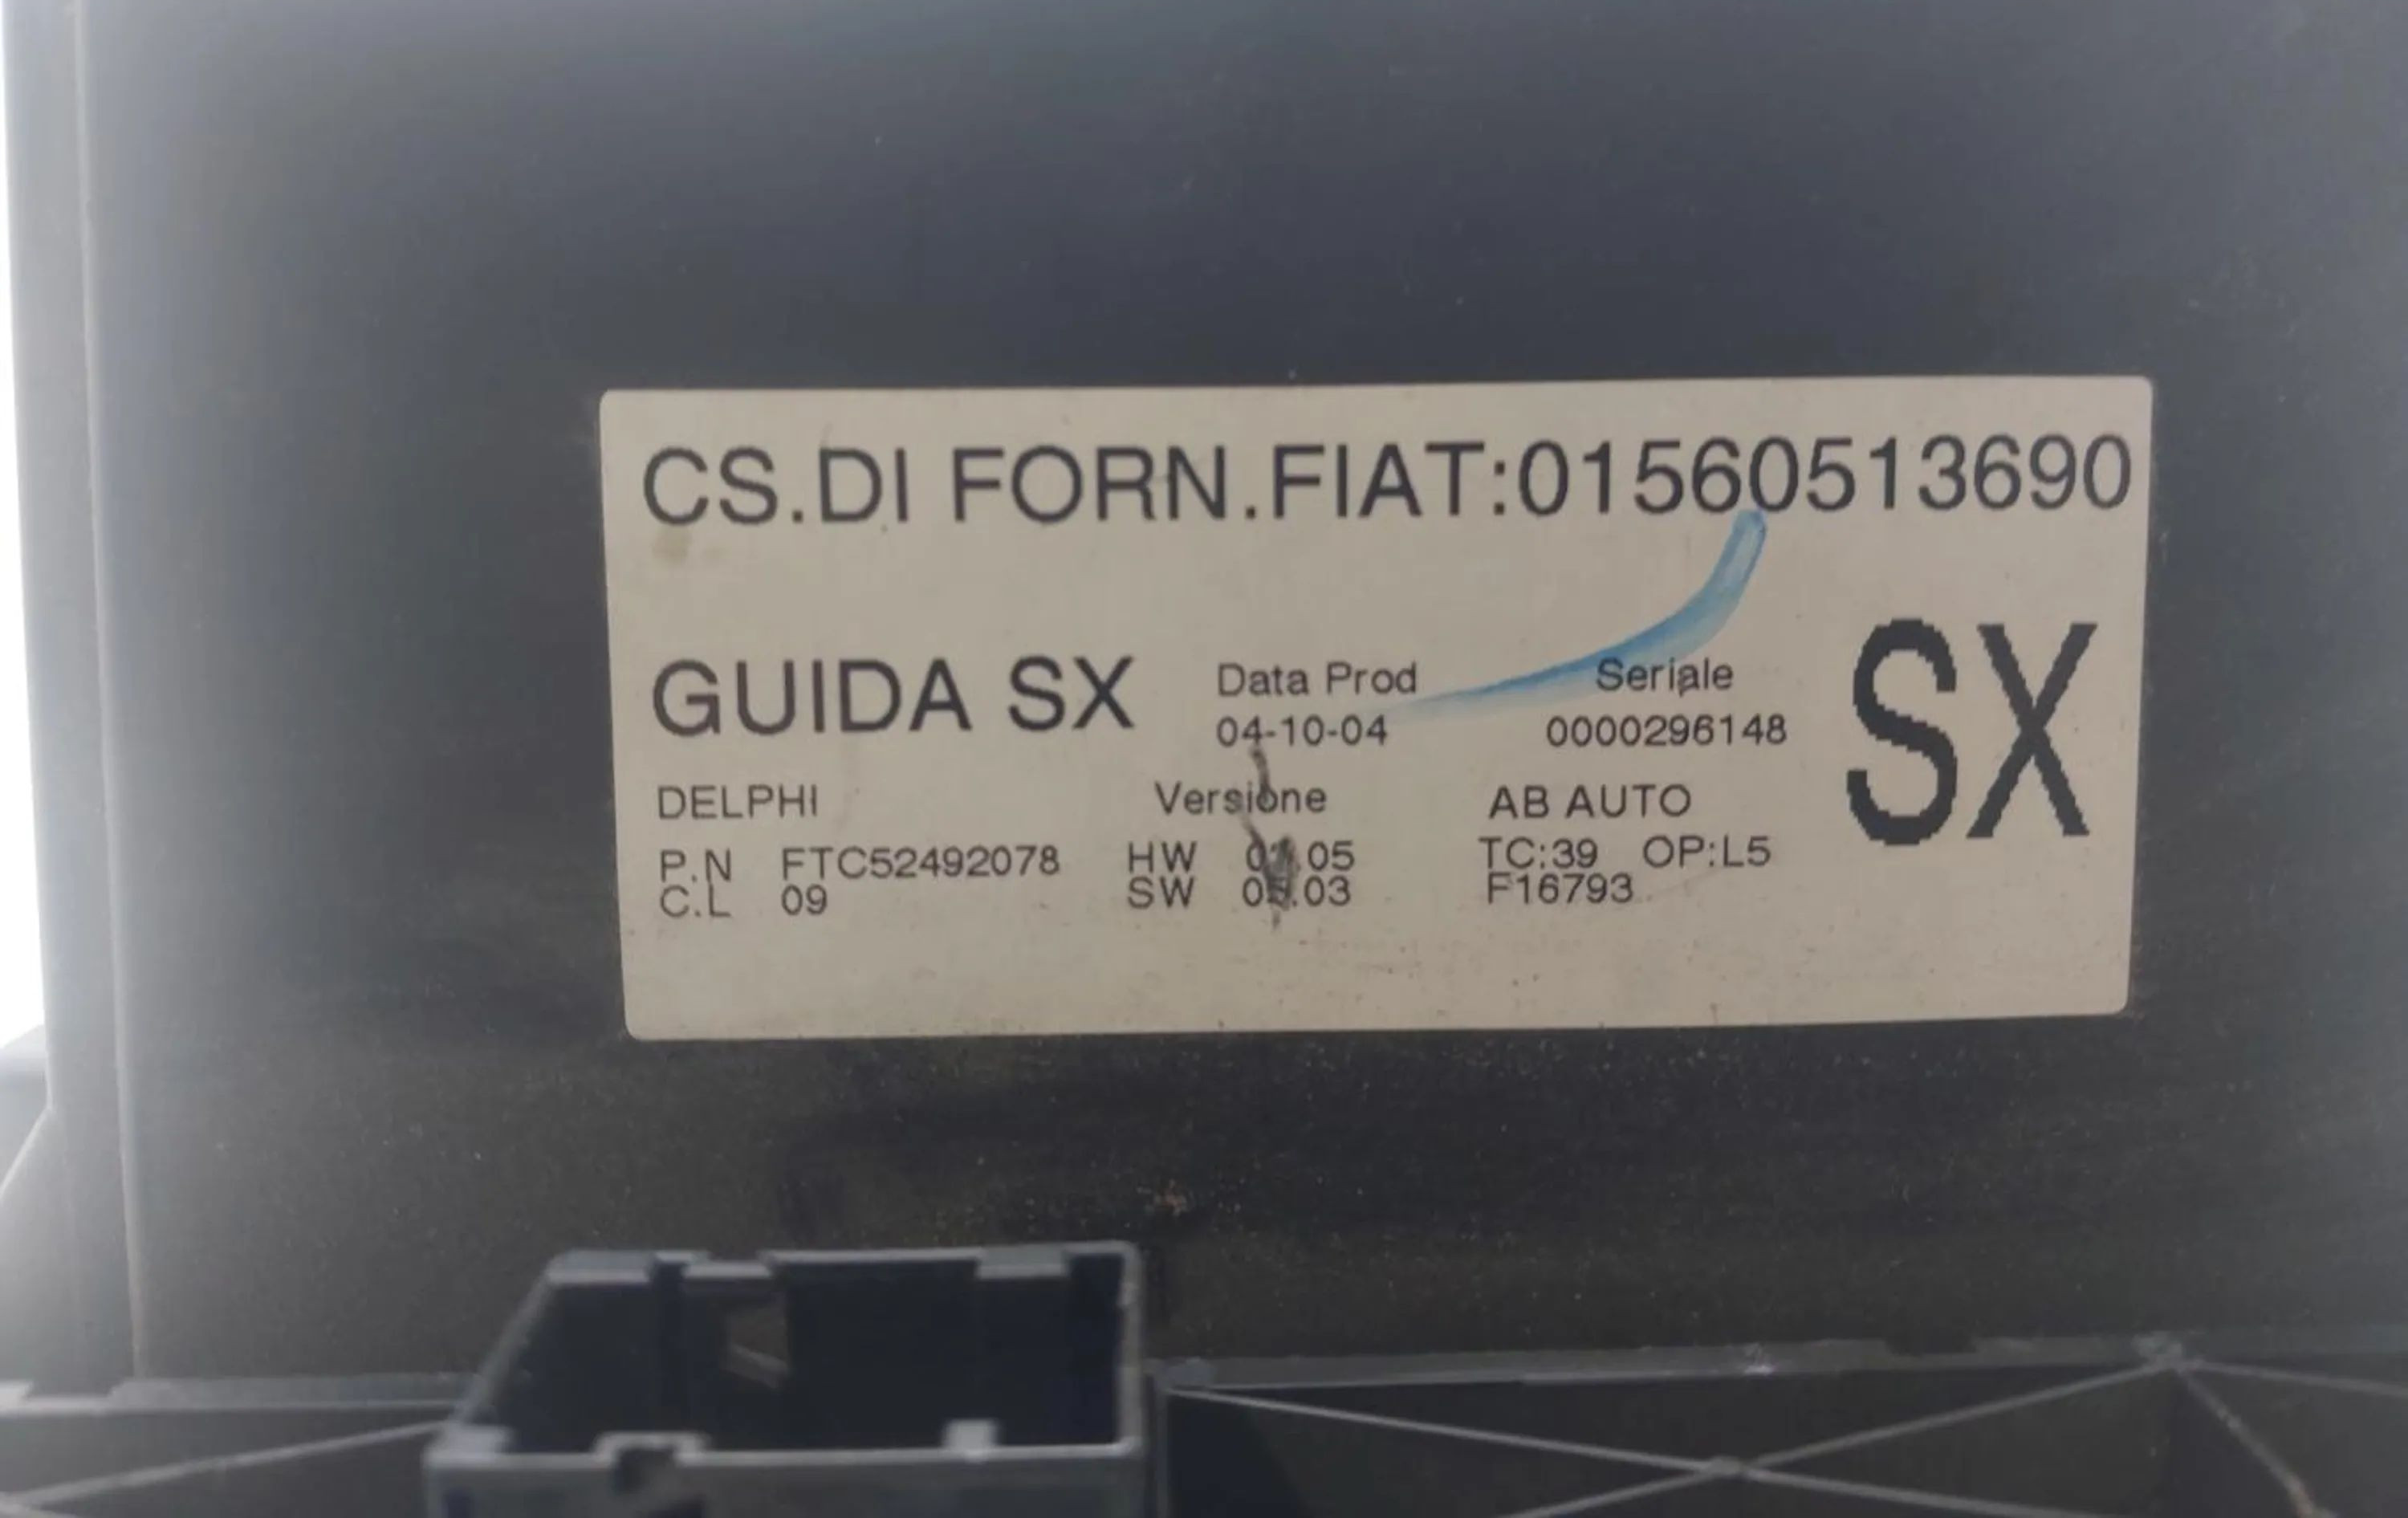 CS.DI FORN.FIAT:01560513690
GUIDA SX
Data Prod
04-10-04
Seriale
0000296148
SX
DELPHI
P.N FTC52492078
C.L 09
Versione
HW
SW
AB AUTO
TC:39 OP:L5
F16793